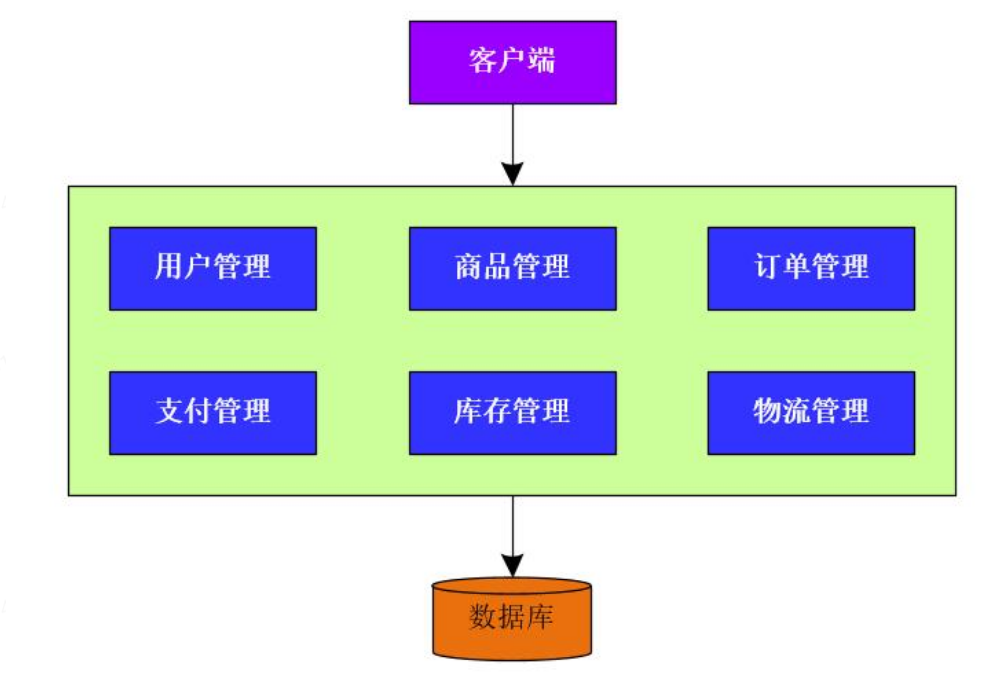 客户端
用户管理
商品管理
订单管理
支付管理
库存管理
物流管理
数据库